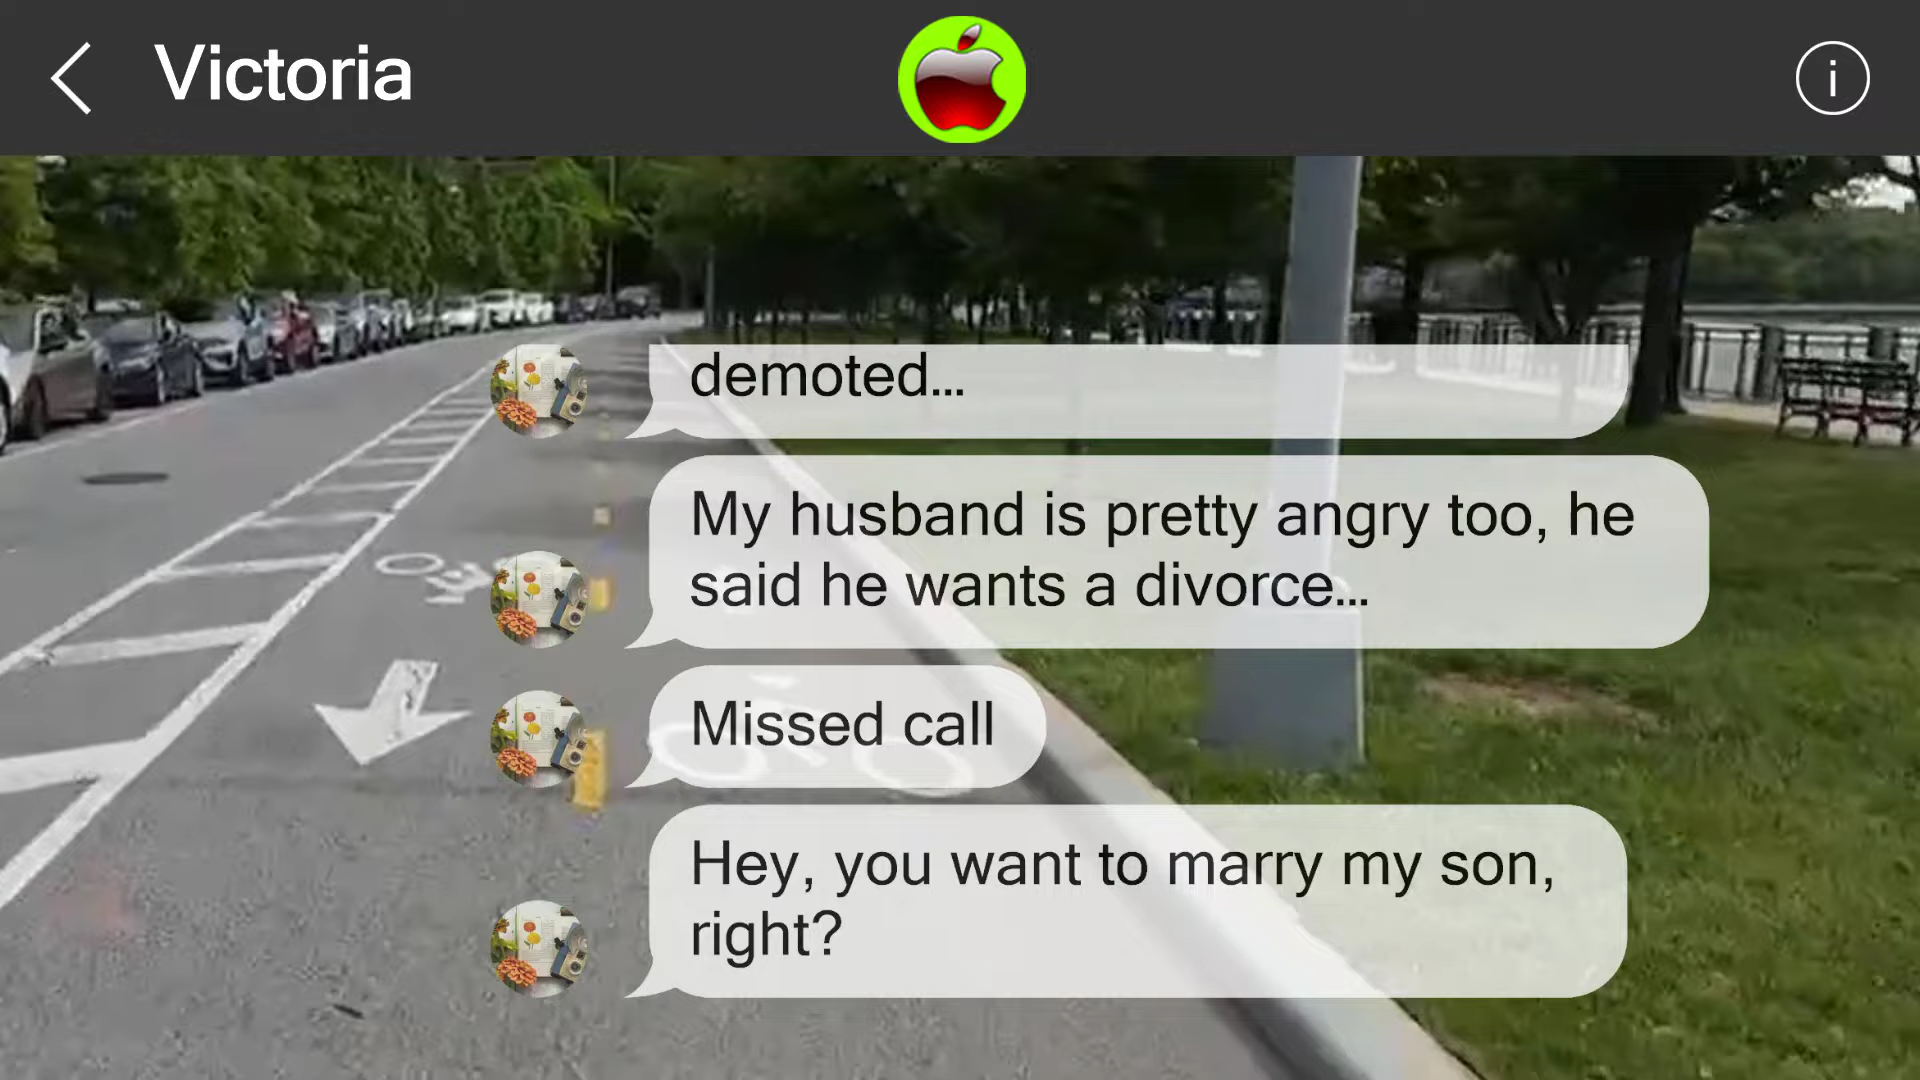 Victoria
demoted...
My husband is pretty angry too, he
said he wants a divorce...
Missed call
Hey, you want to marry my son,
right?